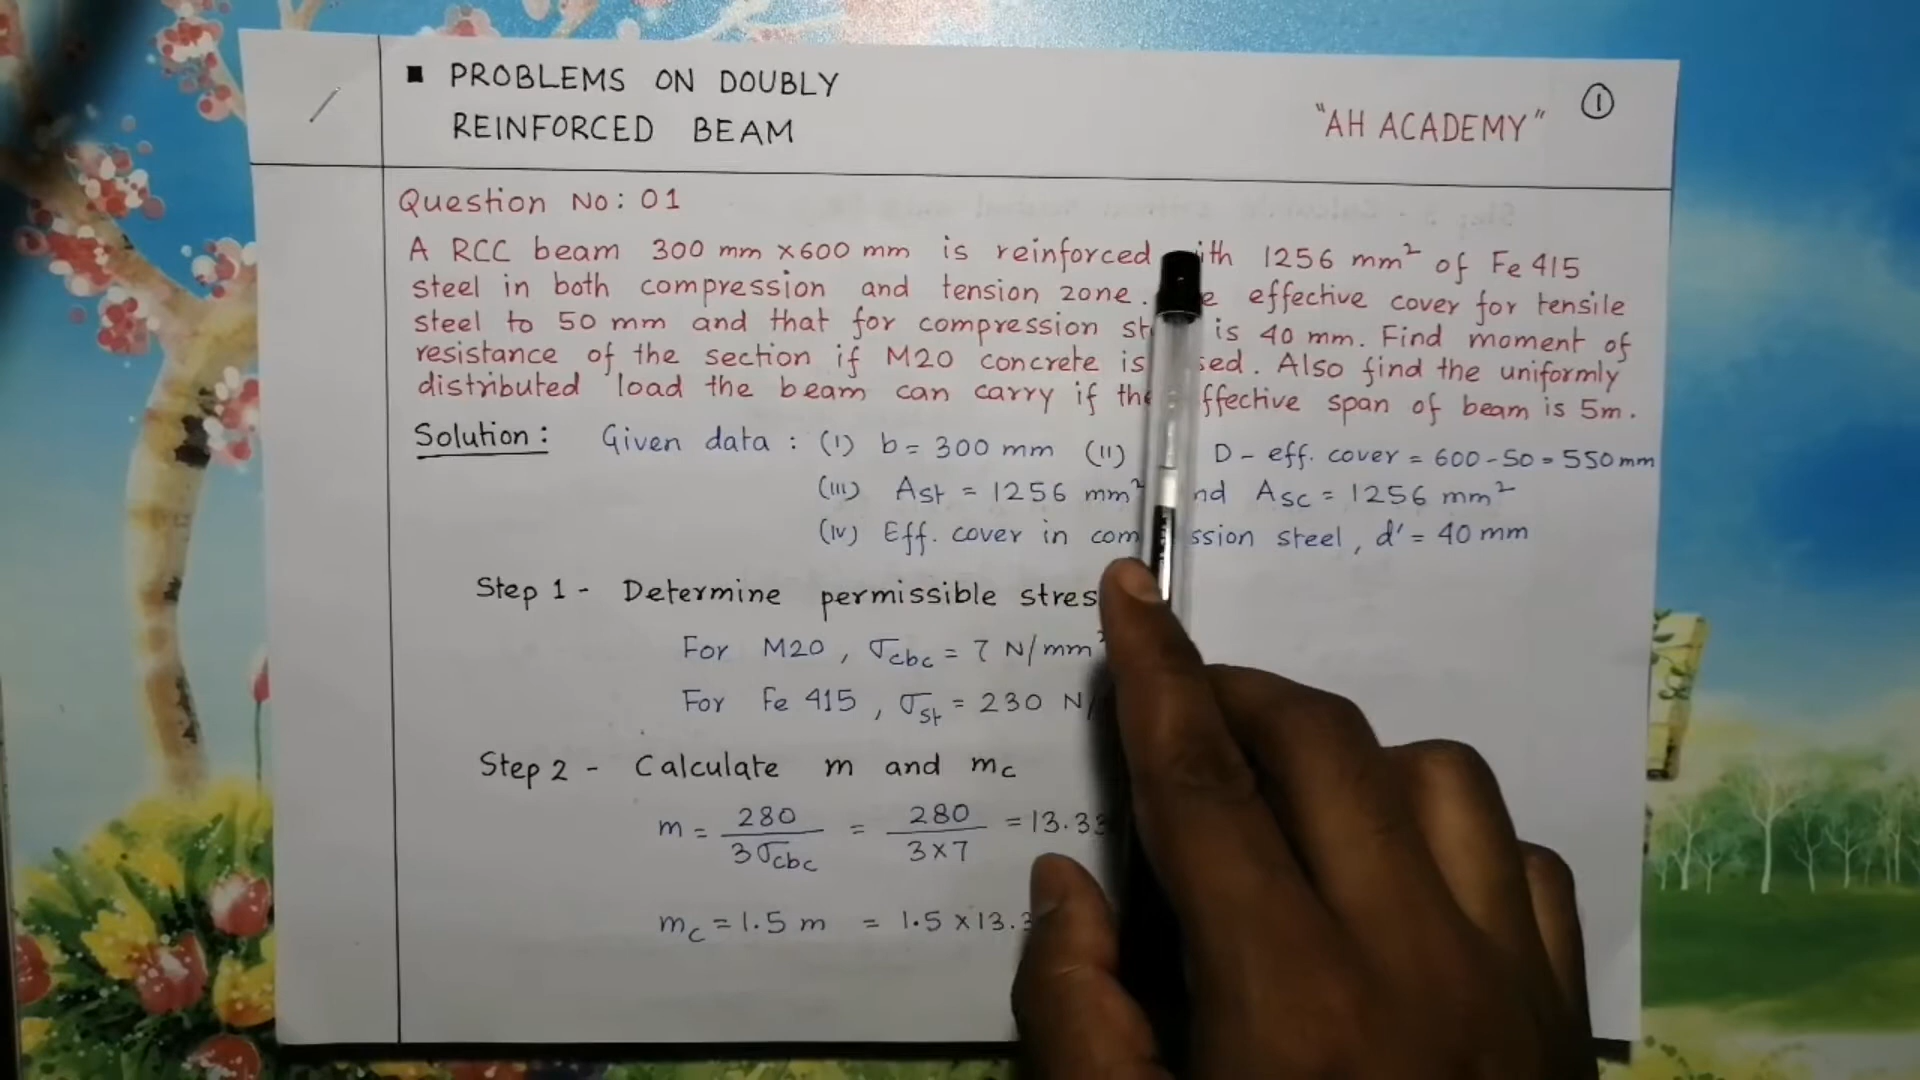 ■ PROBLEMS ON DOUBLY
REINFORCED BEAM
"AH ACADEMY"
1
Question No: 01
A RCC beam 300 mm x 600 mm is reinforced 1256 mm² of Fe 415
steel in both compression and tension zone. effective cover for tensile
steel to 50 mm and that for compression is 40 mm. Find moment of
resistance of the section if M20 concrete is Also find the uniformly
distributed load the beam can carry if span of beam is 5m.
Solution: Given data : (I) b = 300 mm (II) D - eff. cover = 600 - 50 = 550 mm
(III) Ast = 1256 mm² Asc = 1256 mm²
(IV) Eff. cover in steel, d' = 40 mm
Step 1 - Determine permissible
For M20, σcbc = 7 N/mm²
For Fe 415, σst = 230
Step 2 - Calculate m and mc
m = 280 / 3σcbc = 280 / 3x7 = 13.33
mc = 1.5 m = 1.5 x